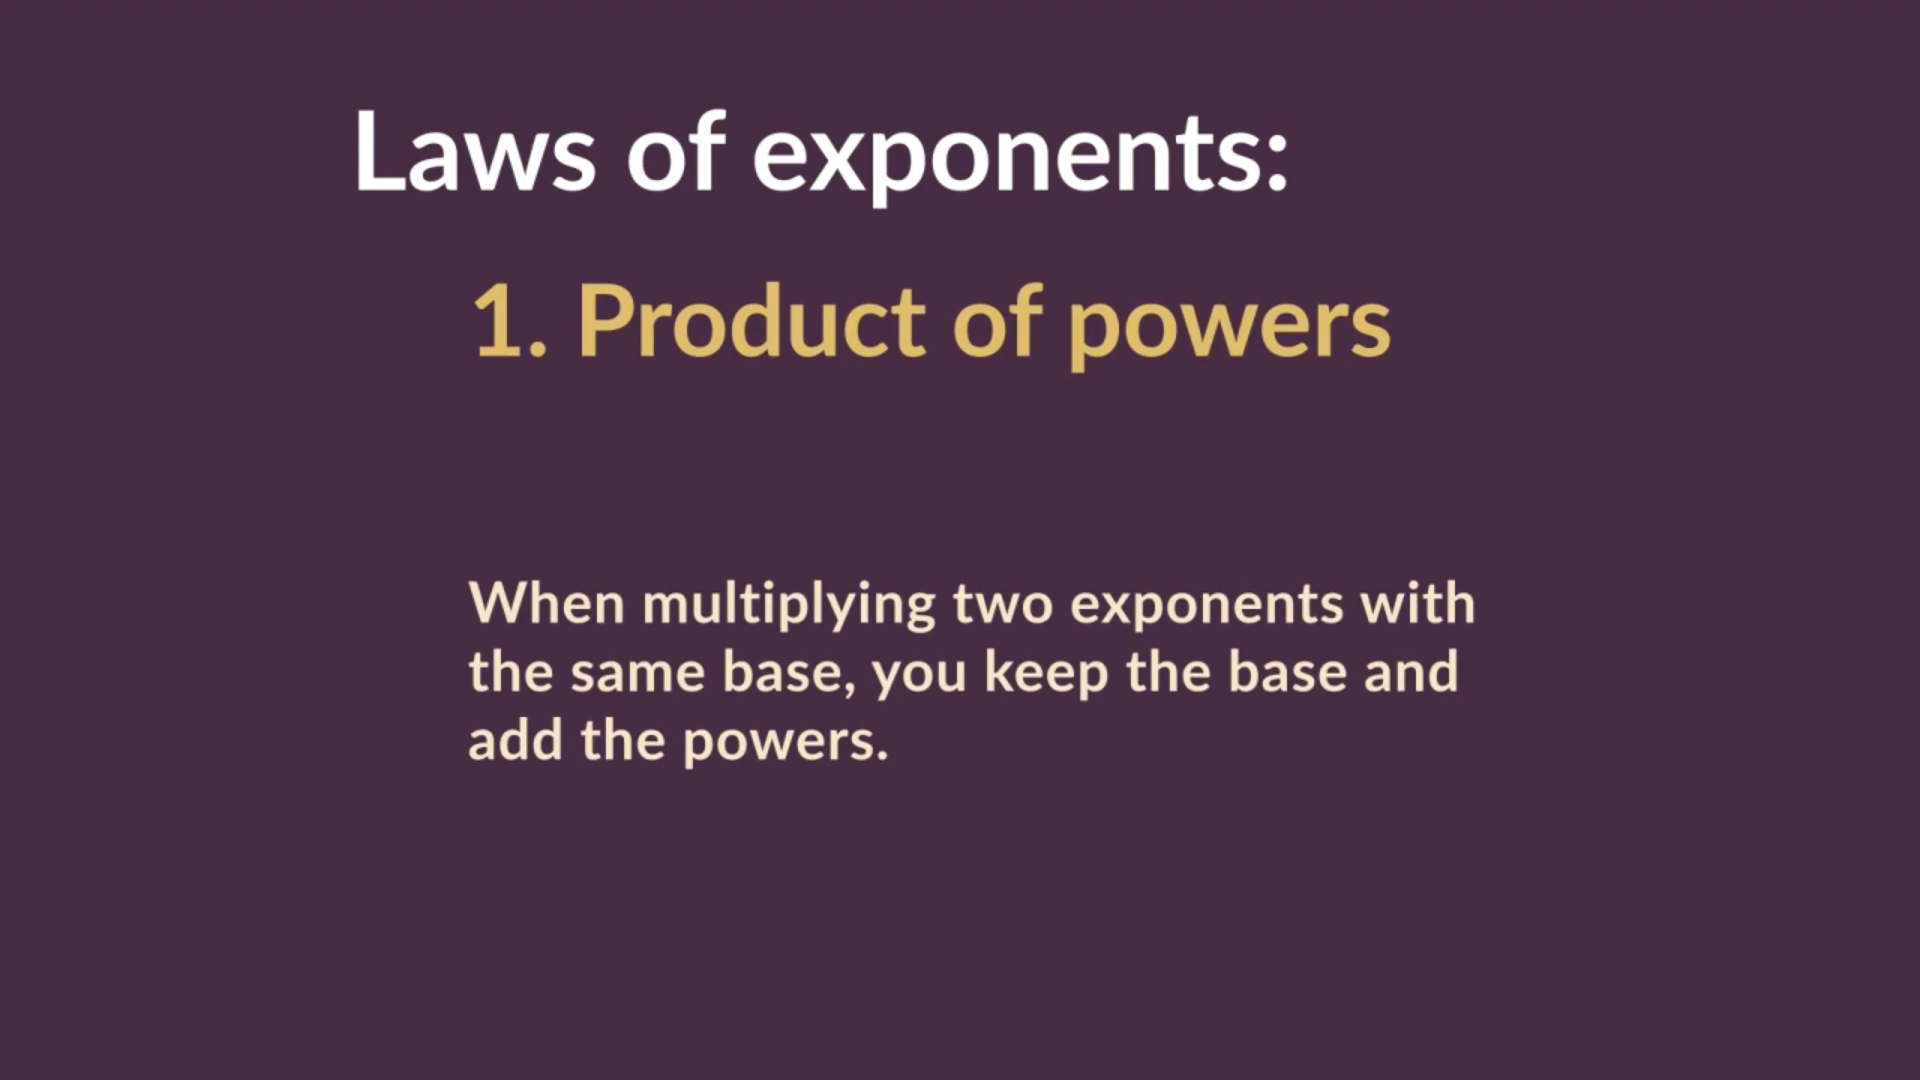 Laws of exponents:
1. Product of powers
When multiplying two exponents with
the same base, you keep the base and
add the powers.